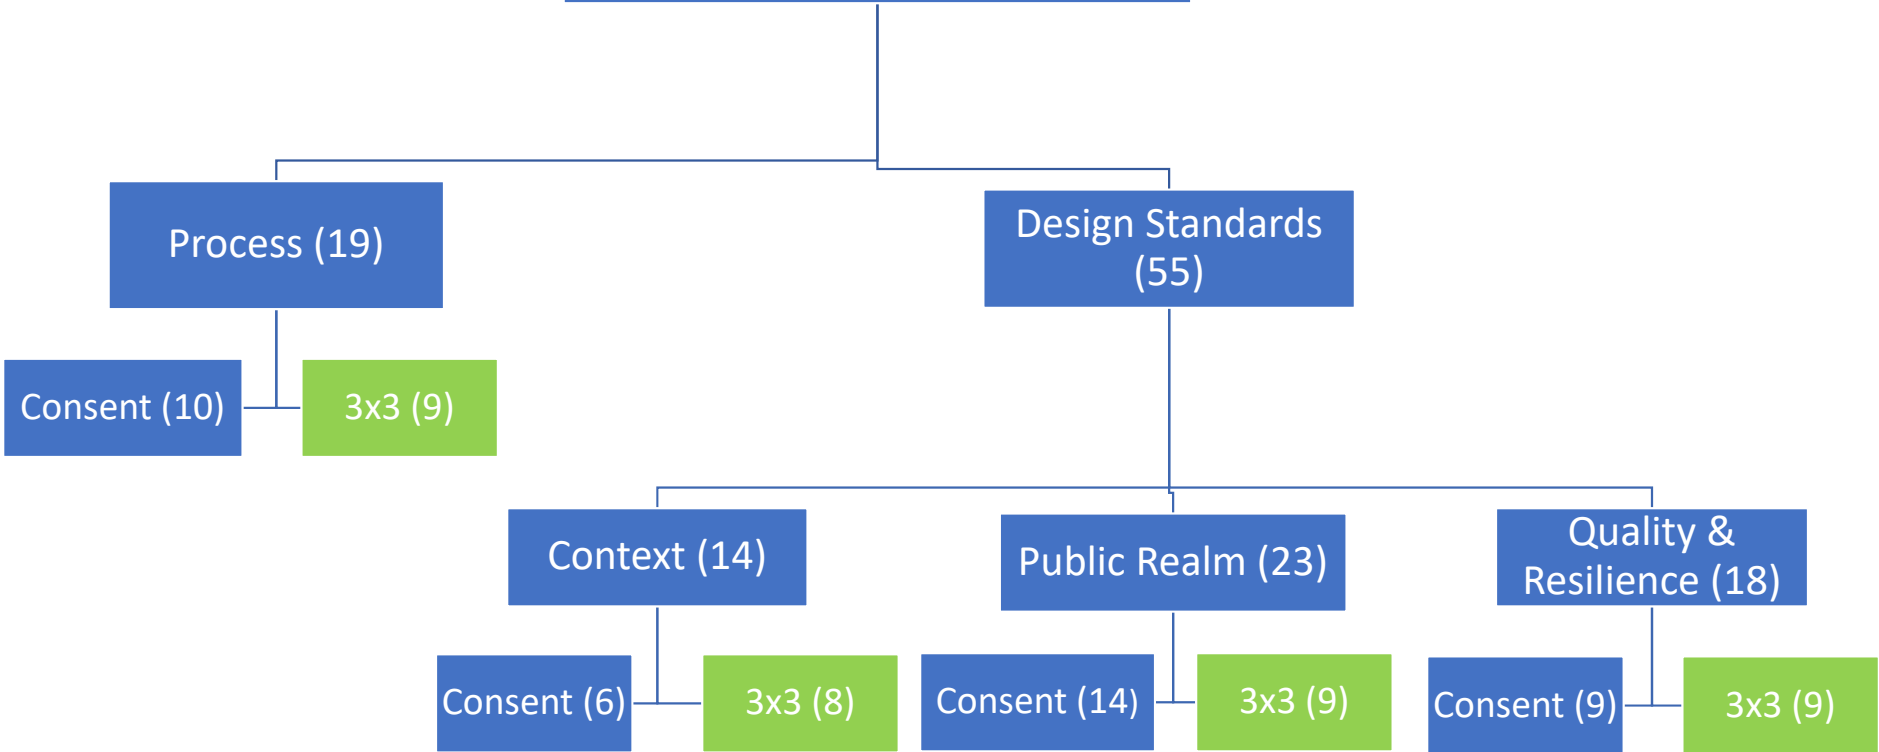 Process (19)
Design Standards
(55)
Consent (10)
3x3 (9)
Context (14)
Public Realm (23)
Quality &
Resilience (18)
Consent (6)
3x3 (8)
Consent (14)
3x3 (9)
Consent (9)
3x3 (9)